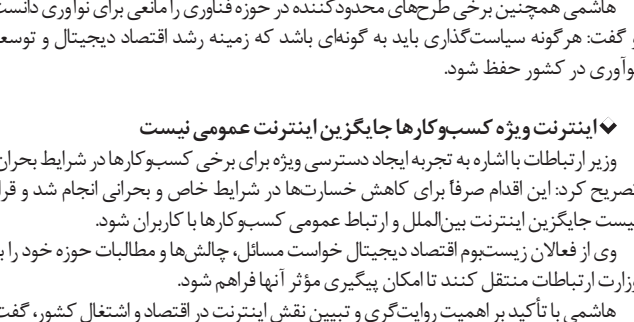 هاشمی همچنین برخی طرح‌های محدودکننده در حوزه فناوری را مانعی برای نوآوری دانست
و گفت: هرگونه سیاست‌گذاری باید به گونه‌ای باشد که زمینه رشد اقتصاد دیجیتال و توسعه
نوآوری در کشور حفظ شود.
◆ اینترنت ویژه کسب‌وکارها جایگزین اینترنت عمومی نیست
وزیر ارتباطات با اشاره به تجربه ایجاد دسترسی ویژه برای برخی کسب‌وکارها در شرایط بحران
تصریح کرد: این اقدام صرفاً برای کاهش خسارت‌ها در شرایط خاص و بحرانی انجام شد و قرار
نیست جایگزین اینترنت بین‌الملل و ارتباط عمومی کسب‌وکارها با کاربران شود.
وی از فعالان زیست‌بوم اقتصاد دیجیتال خواست مسائل، چالش‌ها و مطالبات حوزه خود را به
وزارت ارتباطات منتقل کنند تا امکان پیگیری مؤثر آنها فراهم شود.
هاشمی با تأکید بر اهمیت روایت‌گری و تبیین نقش اینترنت در اقتصاد و اشتغال کشور، گفت